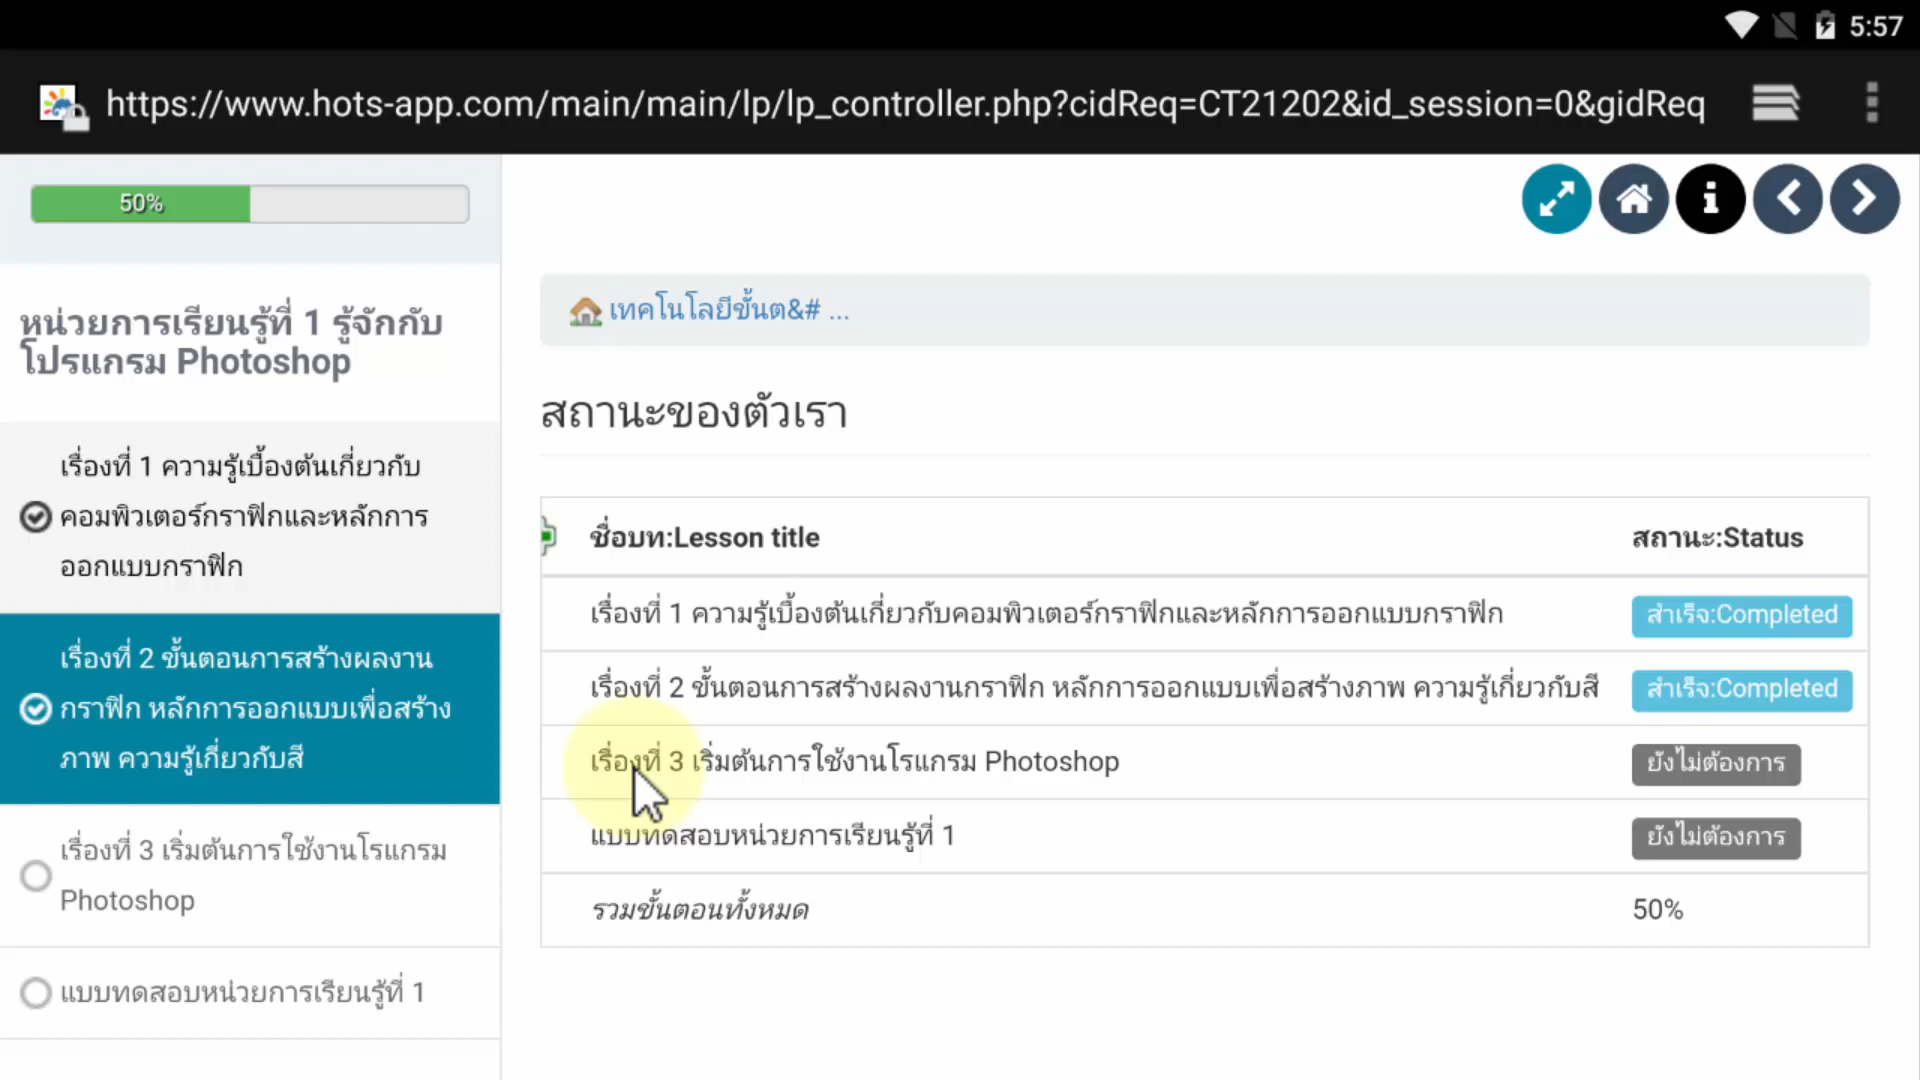 5:57
https://www.hots-app.com/main/main/lp/lp_controller.php?cidReq=CT21202&id_session=0&gidReq
50%
หน่วยการเรียนรู้ที่ 1 รู้จักกับ
โปรแกรม Photoshop
เรื่องที่ 1 ความรู้เบื้องต้นเกี่ยวกับ
คอมพิวเตอร์กราฟิกและหลักการ
ออกแบบกราฟิก
เรื่องที่ 2 ขั้นตอนการสร้างผลงาน
กราฟิก หลักการออกแบบเพื่อสร้าง
ภาพ ความรู้เกี่ยวกับสี
เรื่องที่ 3 เริ่มต้นการใช้งานโรแกรม
Photoshop
แบบทดสอบหน่วยการเรียนรู้ที่ 1
เทคโนโลยีขั้นต&# ...
สถานะของตัวเรา
ชื่อบท:Lesson title สถานะ:Status
เรื่องที่ 1 ความรู้เบื้องต้นเกี่ยวกับคอมพิวเตอร์กราฟิกและหลักการออกแบบกราฟิก สำเร็จ:Completed
เรื่องที่ 2 ขั้นตอนการสร้างผลงานกราฟิก หลักการออกแบบเพื่อสร้างภาพ ความรู้เกี่ยวกับสี สำเร็จ:Completed
เรื่องที่ 3 เริ่มต้นการใช้งานโรแกรม Photoshop ยังไม่ต้องการ
แบบทดสอบหน่วยการเรียนรู้ที่ 1 ยังไม่ต้องการ
รวมขั้นตอนทั้งหมด 50%